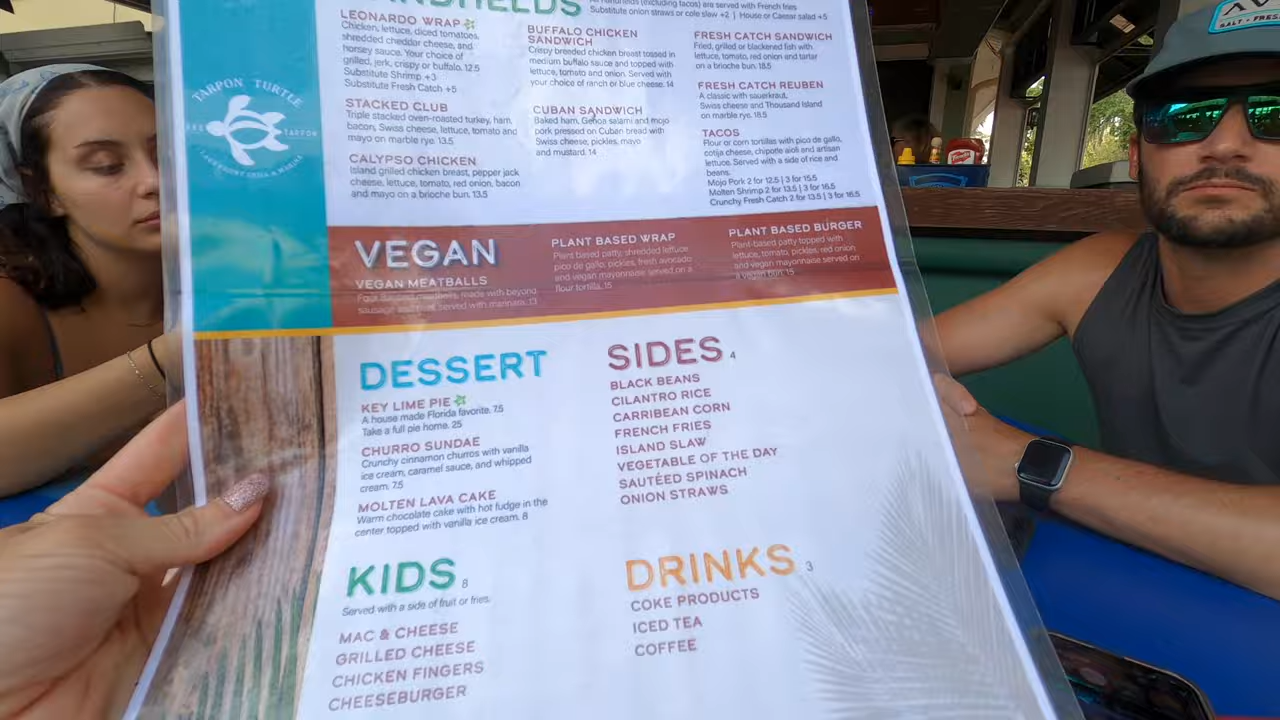 All handhelds (excluding tacos) are served with French fries
Substitute onion straws or cole slaw +2 | House or Caesar salad +5
LEONARDO WRAP
Chicken, lettuce, diced tomatoes,
shredded cheddar cheese, and
horsey sauce. Your choice of
grilled, jerk, crispy or buffalo. 12.5
Substitute Shrimp +3
Substitute Fresh Catch +5
STACKED CLUB
Triple stacked oven-roasted turkey, ham,
bacon, Swiss cheese, lettuce, tomato and
mayo on marble rye. 13.5
CALYPSO CHICKEN
Island grilled chicken breast, pepper jack
cheese, lettuce, tomato, red onion, bacon
and mayo on a brioche bun. 13.5
BUFFALO CHICKEN
SANDWICH
Crispy breaded chicken breast tossed in
medium buffalo sauce and topped with
lettuce, tomato and onion. Served with
your choice of ranch or blue cheese. 14
CUBAN SANDWICH
Baked ham, Genoa salami and mojo
pork pressed on Cuban bread with
Swiss cheese, pickles, mayo
and mustard. 14
FRESH CATCH SANDWICH
Fried, grilled or blackened fish with
lettuce, tomato, red onion and tartar
on a brioche bun. 18.5
FRESH CATCH REUBEN
A classic with sauerkraut,
Swiss cheese and Thousand Island
on marble rye. 18.5
TACOS
Flour or corn tortillas with pico de gallo,
cotija cheese, chipotle aioli and artisan
lettuce. Served with a side of rice and
beans.
Mojo Pork 2 for 12.5 | 3 for 15.5
Molten Shrimp 2 for 13.5 | 3 for 16.5
Crunchy Fresh Catch 2 for 13.5 | 3 for 16.5
TARPON TURTLE
VEGAN
VEGAN MEATBALLS
Four meatballs made with beyond
sausage served with marinara. 13
PLANT BASED WRAP
Plant based patty, shredded lettuce
pico de gallo, pickles, fresh avocado
and vegan mayonnaise served on a
flour tortilla. 15
PLANT BASED BURGER
Plant-based patty topped with
lettuce, tomato, pickles, red onion
and vegan mayonnaise served on
a vegan bun. 15
DESSERT
KEY LIME PIE
A house made Florida favorite. 7.5
Take a full pie home. 25
CHURRO SUNDAE
Crunchy cinnamon churros with vanilla
ice cream, caramel sauce, and whipped
cream. 7.5
MOLTEN LAVA CAKE
Warm chocolate cake with hot fudge in the
center topped with vanilla ice cream. 8
SIDES 4
BLACK BEANS
CILANTRO RICE
CARRIBEAN CORN
FRENCH FRIES
ISLAND SLAW
VEGETABLE OF THE DAY
SAUTÉED SPINACH
ONION STRAWS
KIDS 8
Served with a side of fruit or fries.
MAC & CHEESE
GRILLED CHEESE
CHICKEN FINGERS
CHEESEBURGER
DRINKS 3
COKE PRODUCTS
ICED TEA
COFFEE